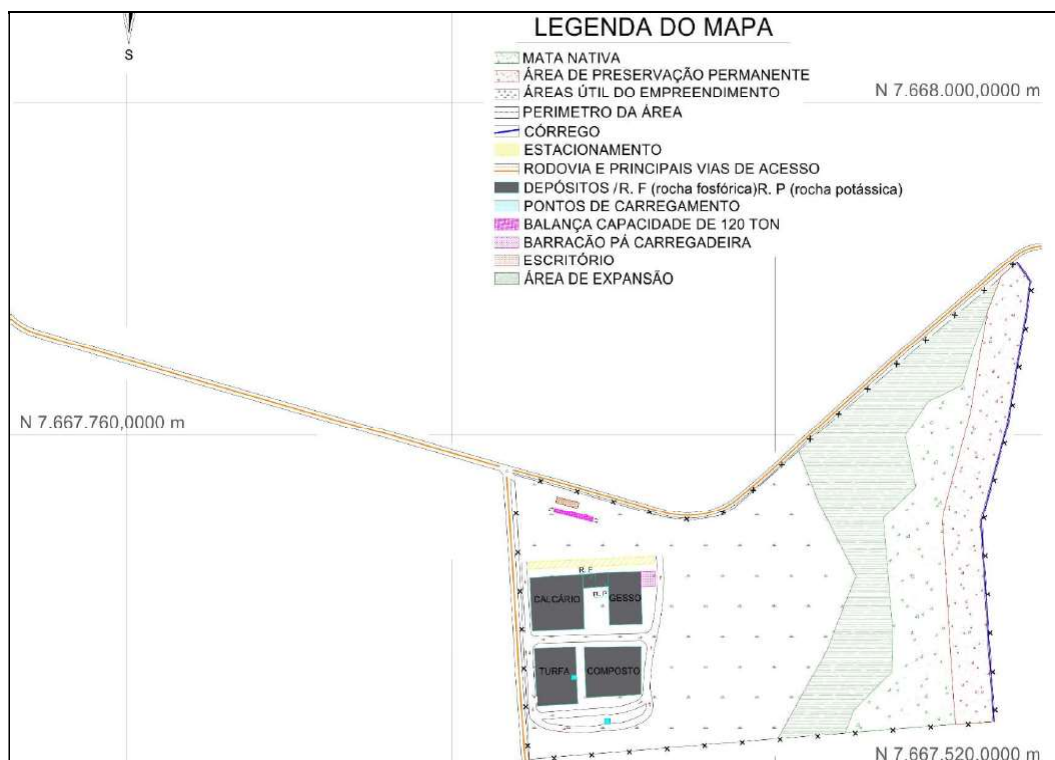 S
LEGENDA DO MAPA
MATA NATIVA
ÁREA DE PRESERVAÇÃO PERMANENTE
ÁREAS ÚTIL DO EMPREENDIMENTO
PERIMETRO DA ÁREA
CÓRREGO
ESTACIONAMENTO
RODOVIA E PRINCIPAIS VIAS DE ACESSO
DEPÓSITOS /R. F (rocha fosfórica)R. P (rocha potássica)
PONTOS DE CARREGAMENTO
BALANÇA CAPACIDADE DE 120 TON
BARRACÃO PÁ CARREGADEIRA
ESCRITÓRIO
ÁREA DE EXPANSÃO
N 7.668.000,0000 m
N 7.667.760,0000 m
R. F
R. P
CALCÁRIO
GESSO
TURFA
COMPOSTO
N 7.667.520,0000 m